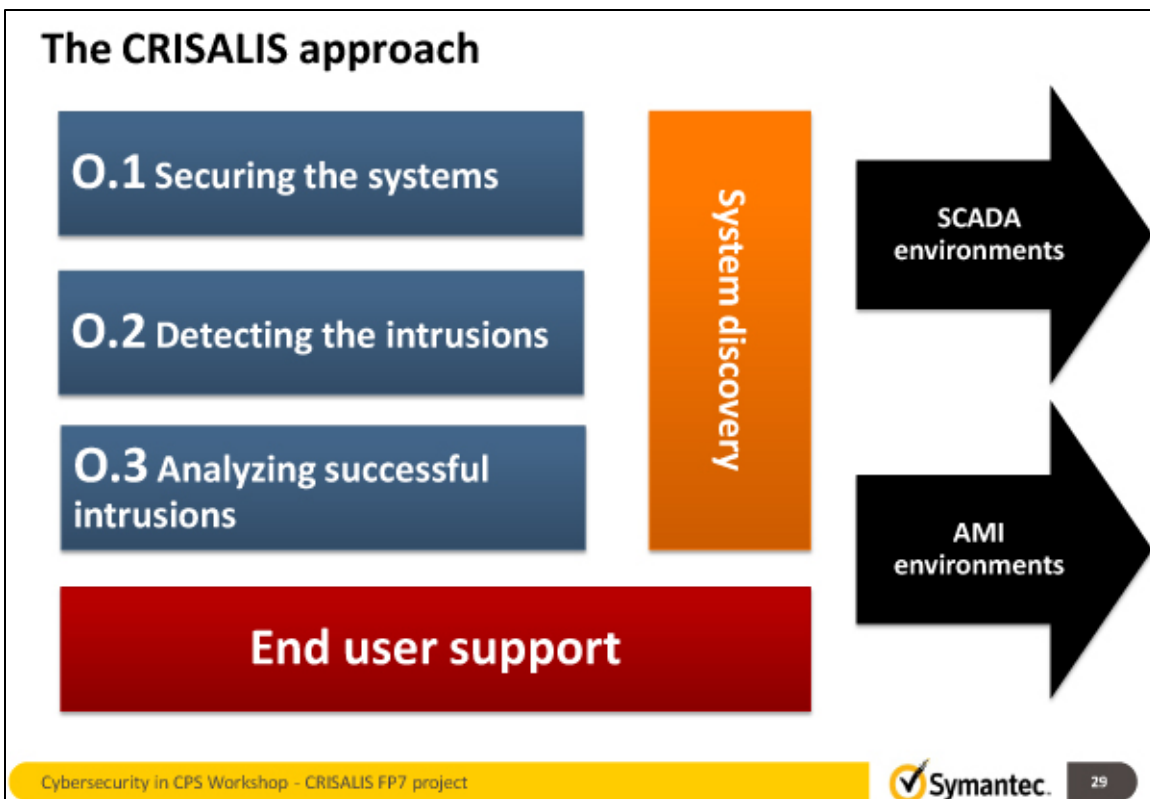 The CRISALIS approach
O.1 Securing the systems
O.2 Detecting the intrusions
O.3 Analyzing successful
intrusions
System discovery
End user support
SCADA
environments
AMI
environments
Cybersecurity in CPS Workshop - CRISALIS FP7 project
Symantec.
29